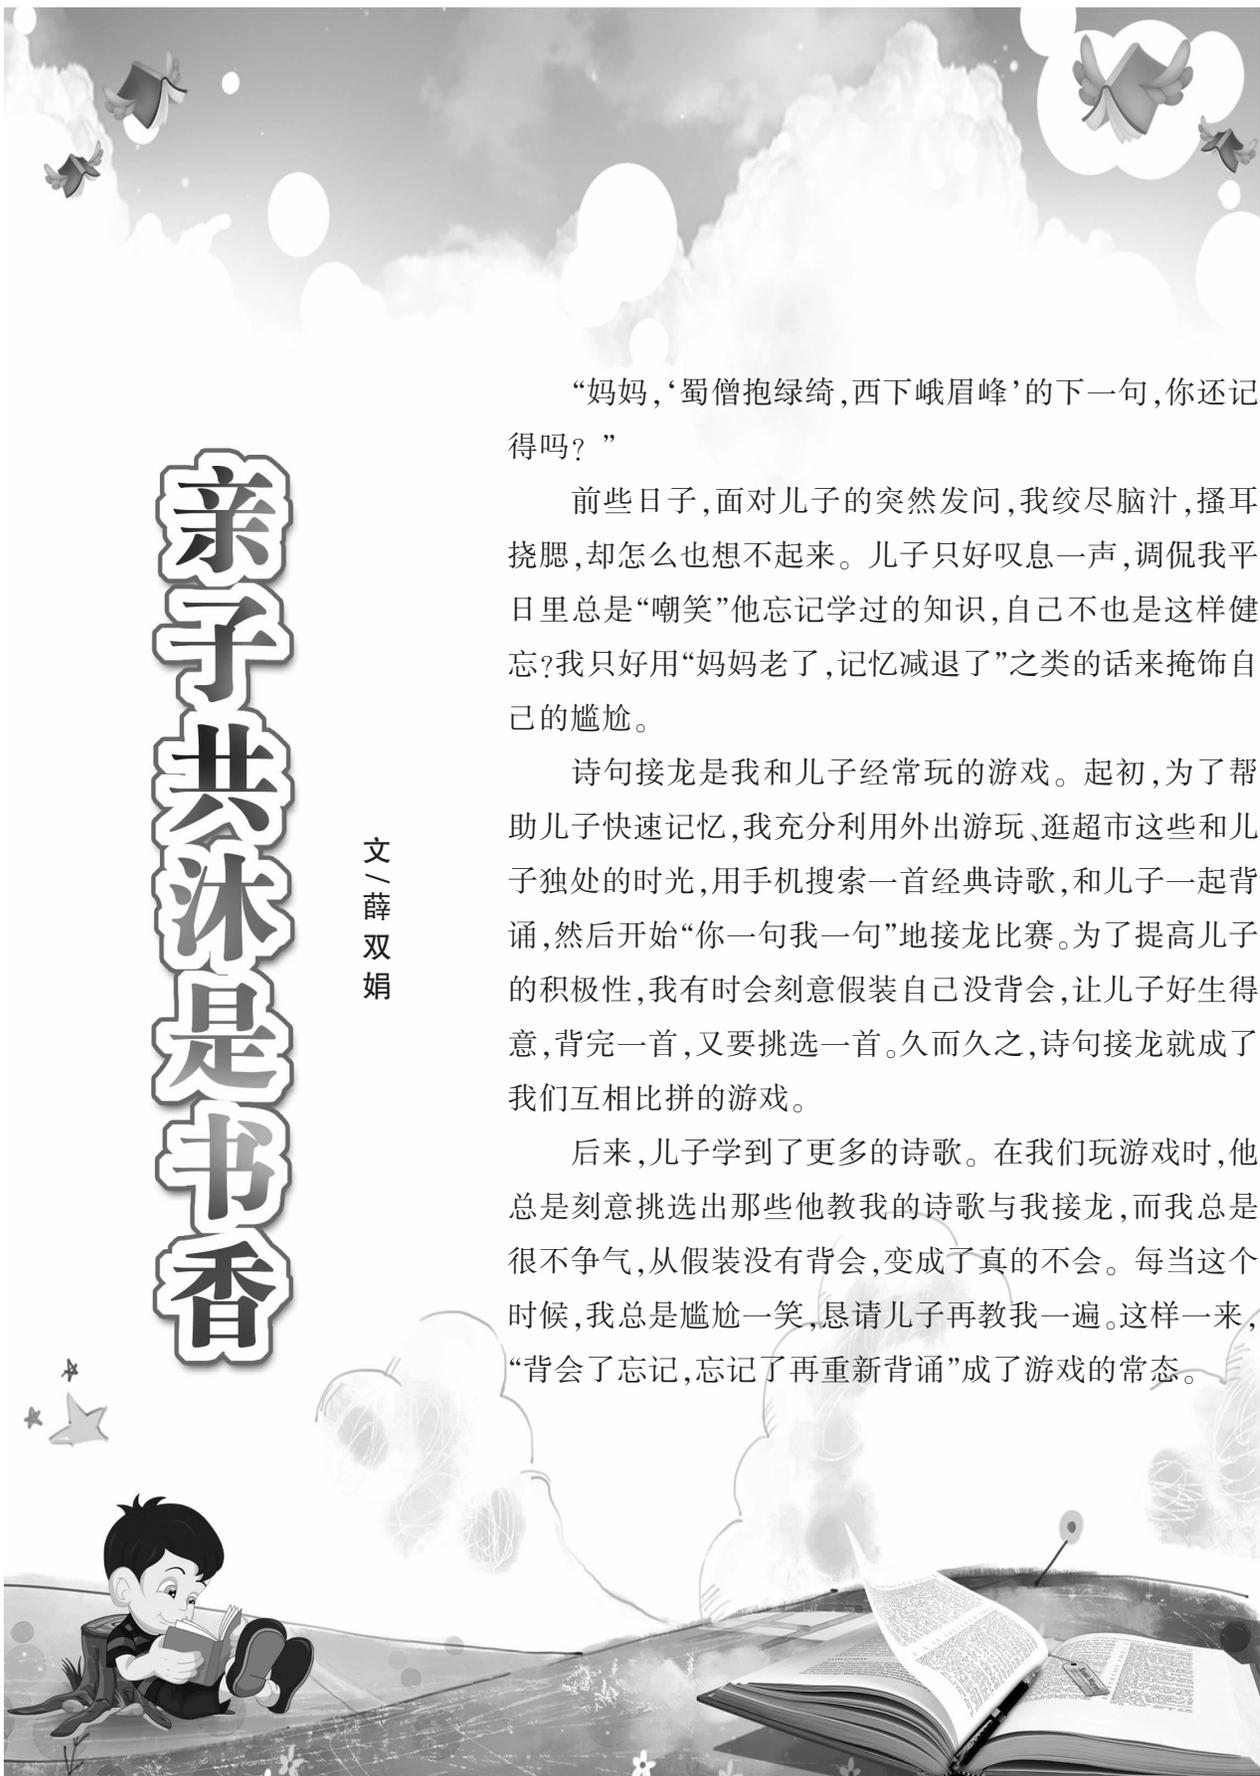 亲子共沐是书香
文/薛双娟
“妈妈，‘蜀僧抱绿绮，西下峨眉峰’的下一句，你还记
得吗？”
前些日子，面对儿子的突然发问，我绞尽脑汁，搔耳
挠腮，却怎么也想不起来。儿子只好叹息一声，调侃我平
日里总是“嘲笑”他忘记学过的知识，自己不也是这样健
忘？我只好用“妈妈老了，记忆减退了”之类的话来掩饰自
己的尴尬。
诗句接龙是我和儿子经常玩的游戏。起初，为了帮
助儿子快速记忆，我充分利用外出游玩、逛超市这些和儿
子独处的时光，用手机搜索一首经典诗歌，和儿子一起背
诵，然后开始“你一句我一句”地接龙比赛。为了提高儿子
的积极性，我有时会刻意假装自己没背会，让儿子好生得
意，背完一首，又要挑选一首。久而久之，诗句接龙就成了
我们互相比拼的游戏。
后来，儿子学到了更多的诗歌。在我们玩游戏时，他
总是刻意挑选出那些他教我的诗歌与我接龙，而我总是
很不争气，从假装没有背会，变成了真的不会。每当这个
时候，我总是尴尬一笑，恳请儿子再教我一遍。这样一来，
“背会了忘记，忘记了再重新背诵”成了游戏的常态。